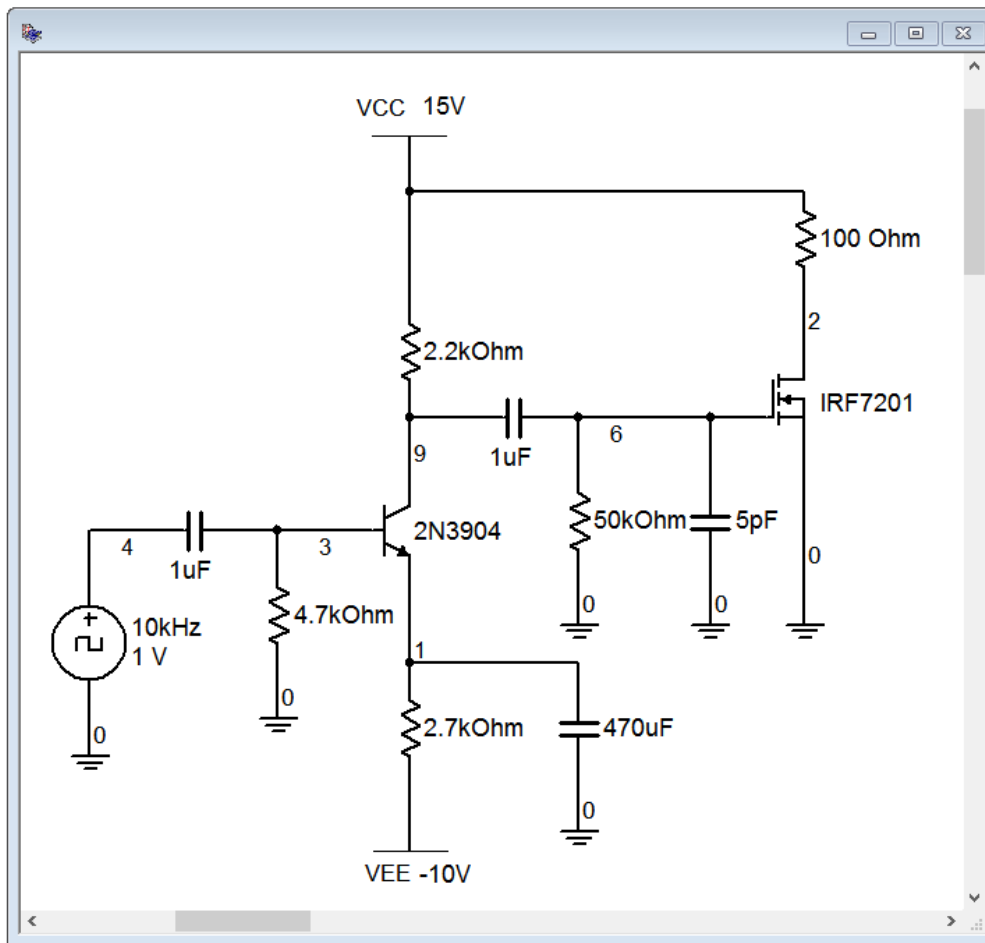 VCC 15V
100 Ohm
2
2.2kOhm
IRF7201
9
1uF
6
2N3904
50kOhm
5pF
4
1uF
3
0
10kHz
1 V
4.7kOhm
0
0
1
0
0
2.7kOhm
470uF
0
0
VEE -10V